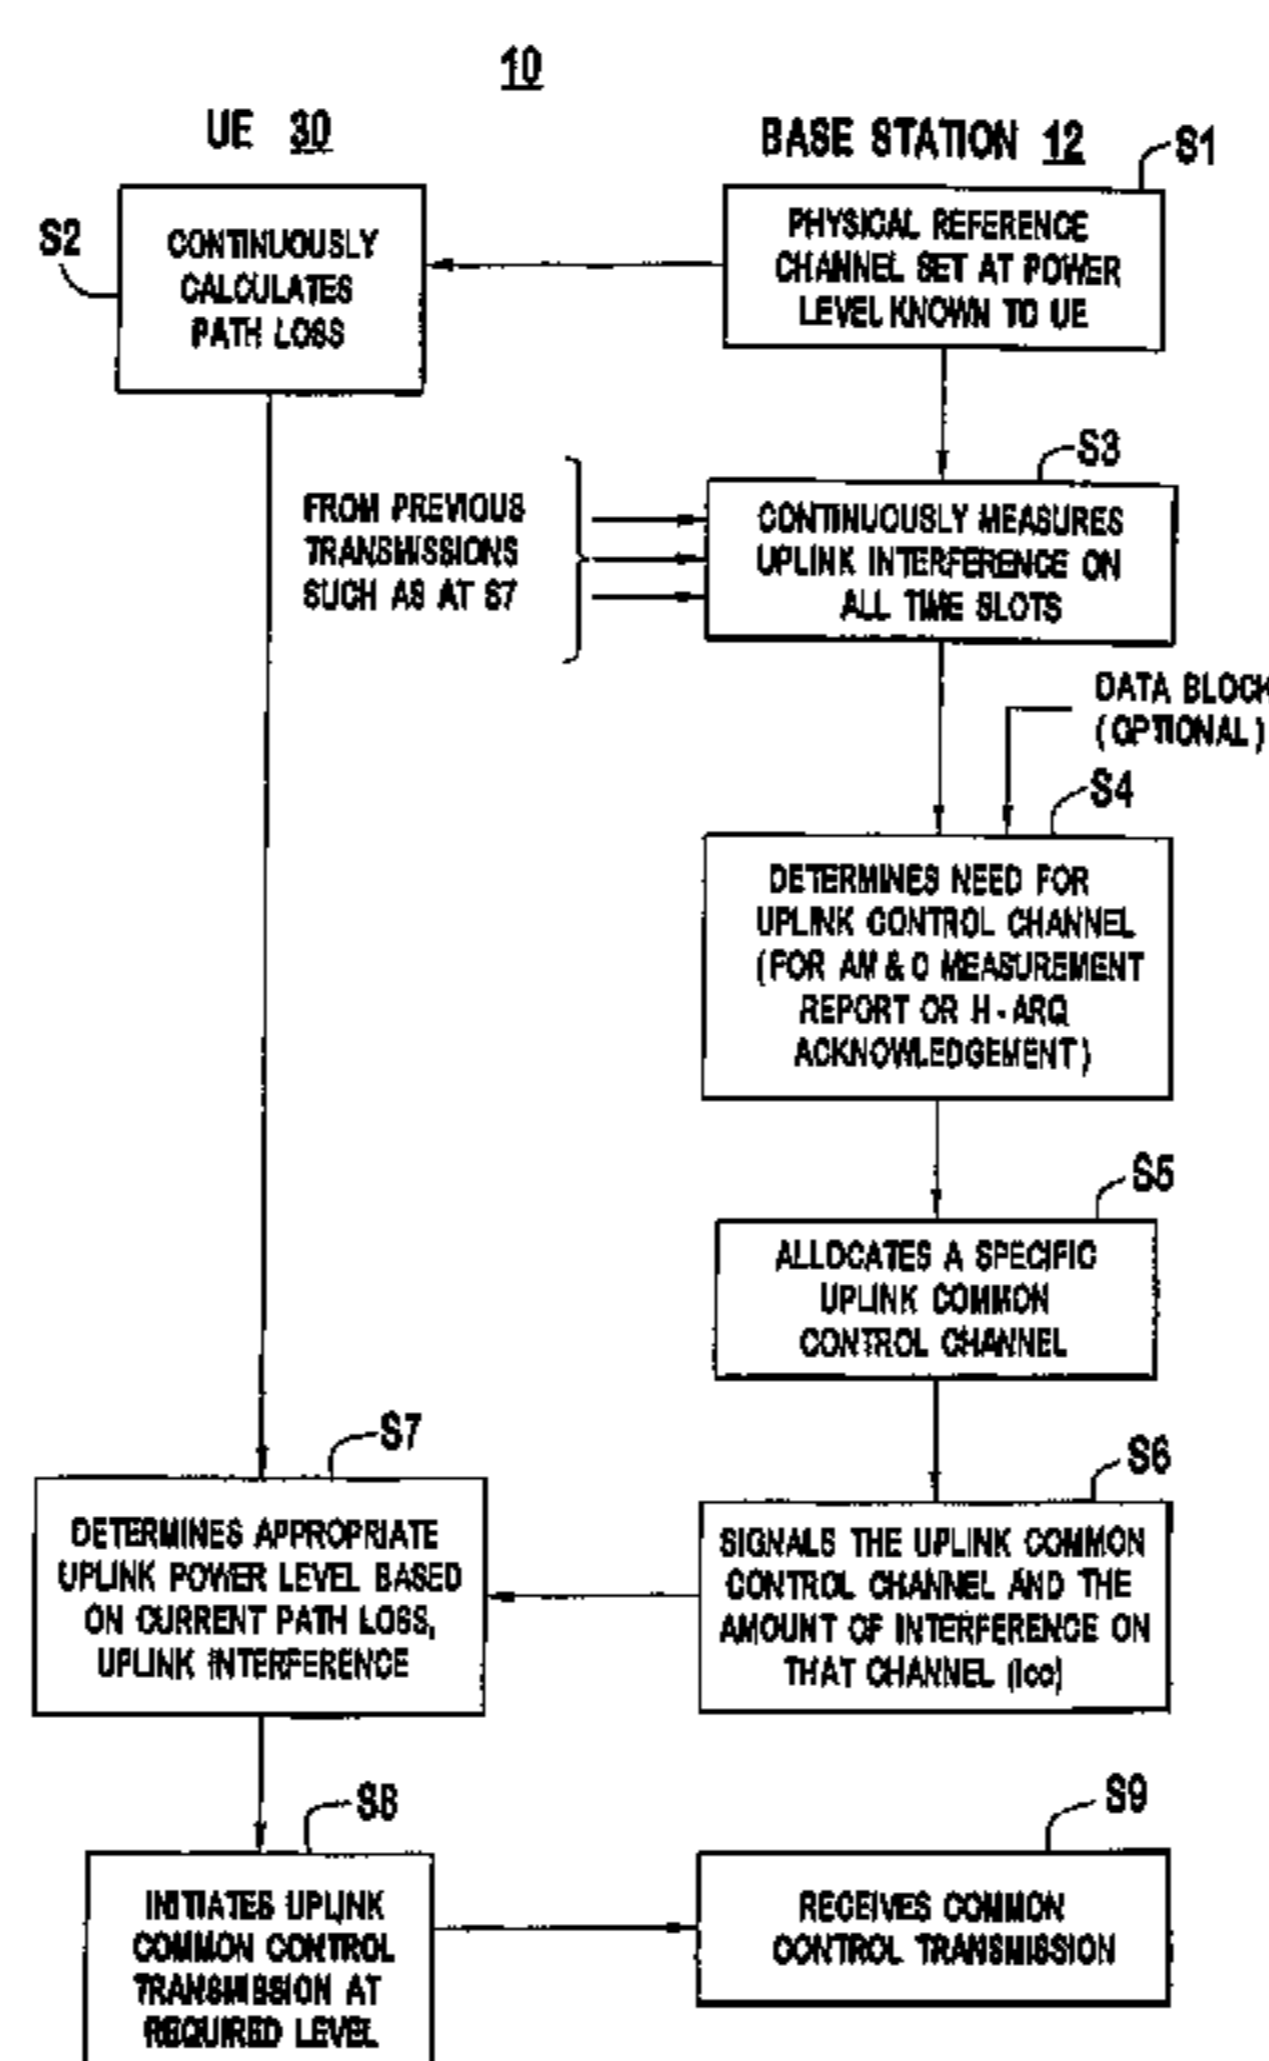 10
UE 30
BASE STATION 12
S1
PHYSICAL REFERENCE
CHANNEL SET AT POWER
LEVEL KNOWN TO UE
S2
CONTINUOUSLY
CALCULATES
PATH LOSS
S3
FROM PREVIOUS
TRANSMISSIONS
SUCH AS AT S7
CONTINUOUSLY MEASURES
UPLINK INTERFERENCE ON
ALL TIME SLOTS
DATA BLOCK
(OPTIONAL)
S4
DETERMINES NEED FOR
UPLINK CONTROL CHANNEL
(FOR AM & C MEASUREMENT
REPORT OR H-ARQ
ACKNOWLEDGEMENT)
S5
ALLOCATES A SPECIFIC
UPLINK COMMON
CONTROL CHANNEL
S6
SIGNALS THE UPLINK COMMON
CONTROL CHANNEL AND THE
AMOUNT OF INTERFERENCE ON
THAT CHANNEL (Icc)
S7
DETERMINES APPROPRIATE
UPLINK POWER LEVEL BASED
ON CURRENT PATH LOSS,
UPLINK INTERFERENCE
S8
INITIATES UPLINK
COMMON CONTROL
TRANSMISSION AT
REQUIRED LEVEL
S9
RECEIVES COMMON
CONTROL TRANSMISSION